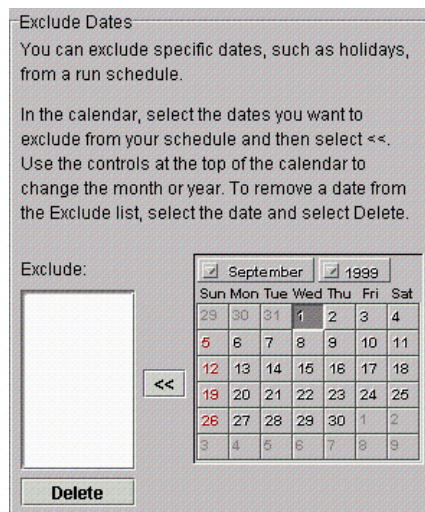 Exclude Dates
You can exclude specific dates, such as holidays,
from a run schedule.
In the calendar, select the dates you want to
exclude from your schedule and then select <<.
Use the controls at the top of the calendar to
change the month or year. To remove a date from
the Exclude list, select the date and select Delete.
Exclude:
September 1999
Sun Mon Tue Wed Thu Fri Sat
29 30 31 1 2 3 4
5 6 7 8 9 10 11
12 13 14 15 16 17 18
<<
19 20 21 22 23 24 25
26 27 28 29 30 1 2
3 4 5 6 7 8 9
Delete